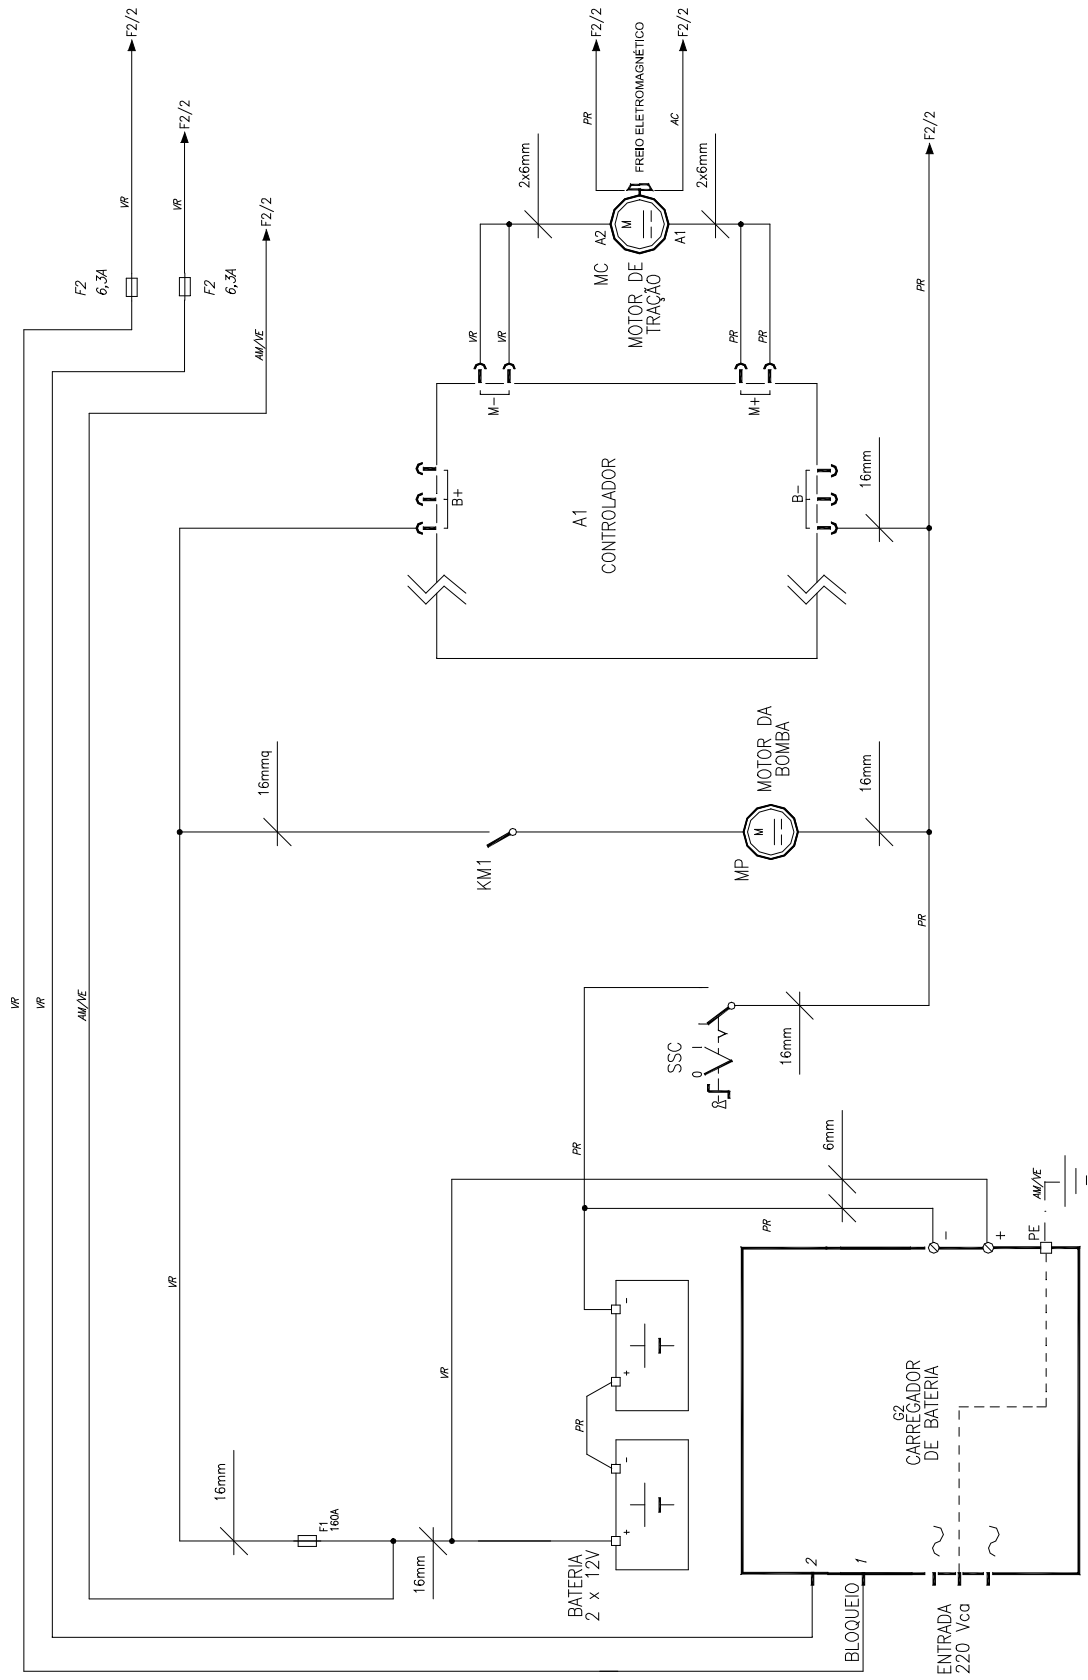 F2/2
F2/2
F2/2
VR
VR
AM/VE
F2
6,3A
F2
6,3A
F2/2
F2/2
PR
FREIO ELETROMAGNÉTICO
AC
2x6mm
2x6mm
F2/2
A2
M
A1
MC
MOTOR DE
TRAÇÃO
VR
VR
PR
PR
PR
M-
M+
B+
B-
16mm
A1
CONTROLADOR
16mmq
KM1
MP
M
MOTOR DA
BOMBA
16mm
PR
VR
VR
AM/VE
SSC
0
I
16mm
PR
6mm
PR
VR
VR
AM/VE
PE
-
+
16mm
F1
160A
16mm
BATERIA
2 x 12V
+
-
PR
+
-
G2
CARREGADOR
DE BATERIA
2
1
BLOQUEIO
ENTRADA
220 Vca